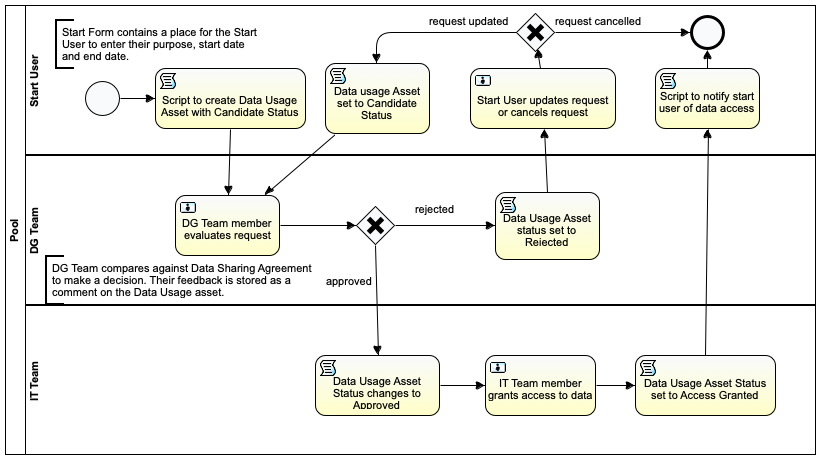 Pool
Start User
Start Form contains a place for the Start
User to enter their purpose, start date
and end date.
request updated
request cancelled
Script to create Data Usage
Asset with Candidate Status
Data usage Asset
set to Candidate
Status
Start User updates request
or cancels request
Script to notify start
user of data access
DG Team
DG Team member
evaluates request
rejected
Data Usage Asset
status set to
Rejected
DG Team compares against Data Sharing Agreement
to make a decision. Their feedback is stored as a
comment on the Data Usage asset.
approved
IT Team
Data Usage Asset
Status changes to
Approved
IT Team member
grants access to data
Data Usage Asset Status
set to Access Granted